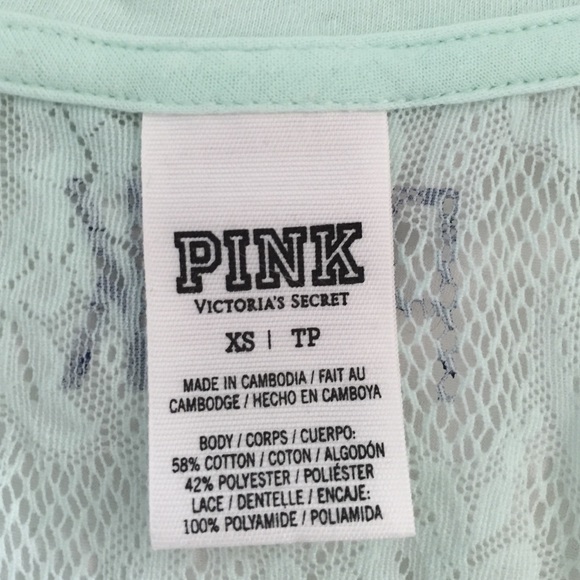 PINK
VICTORIA'S SECRET
XS | TP
MADE IN CAMBODIA / FAIT AU
CAMBODGE / HECHO EN CAMBOYA
BODY / CORPS / CUERPO:
58% COTTON / COTON / ALGODÓN
42% POLYESTER / POLIÉSTER
LACE / DENTELLE / ENCAJE:
100% POLYAMIDE / POLIAMIDA